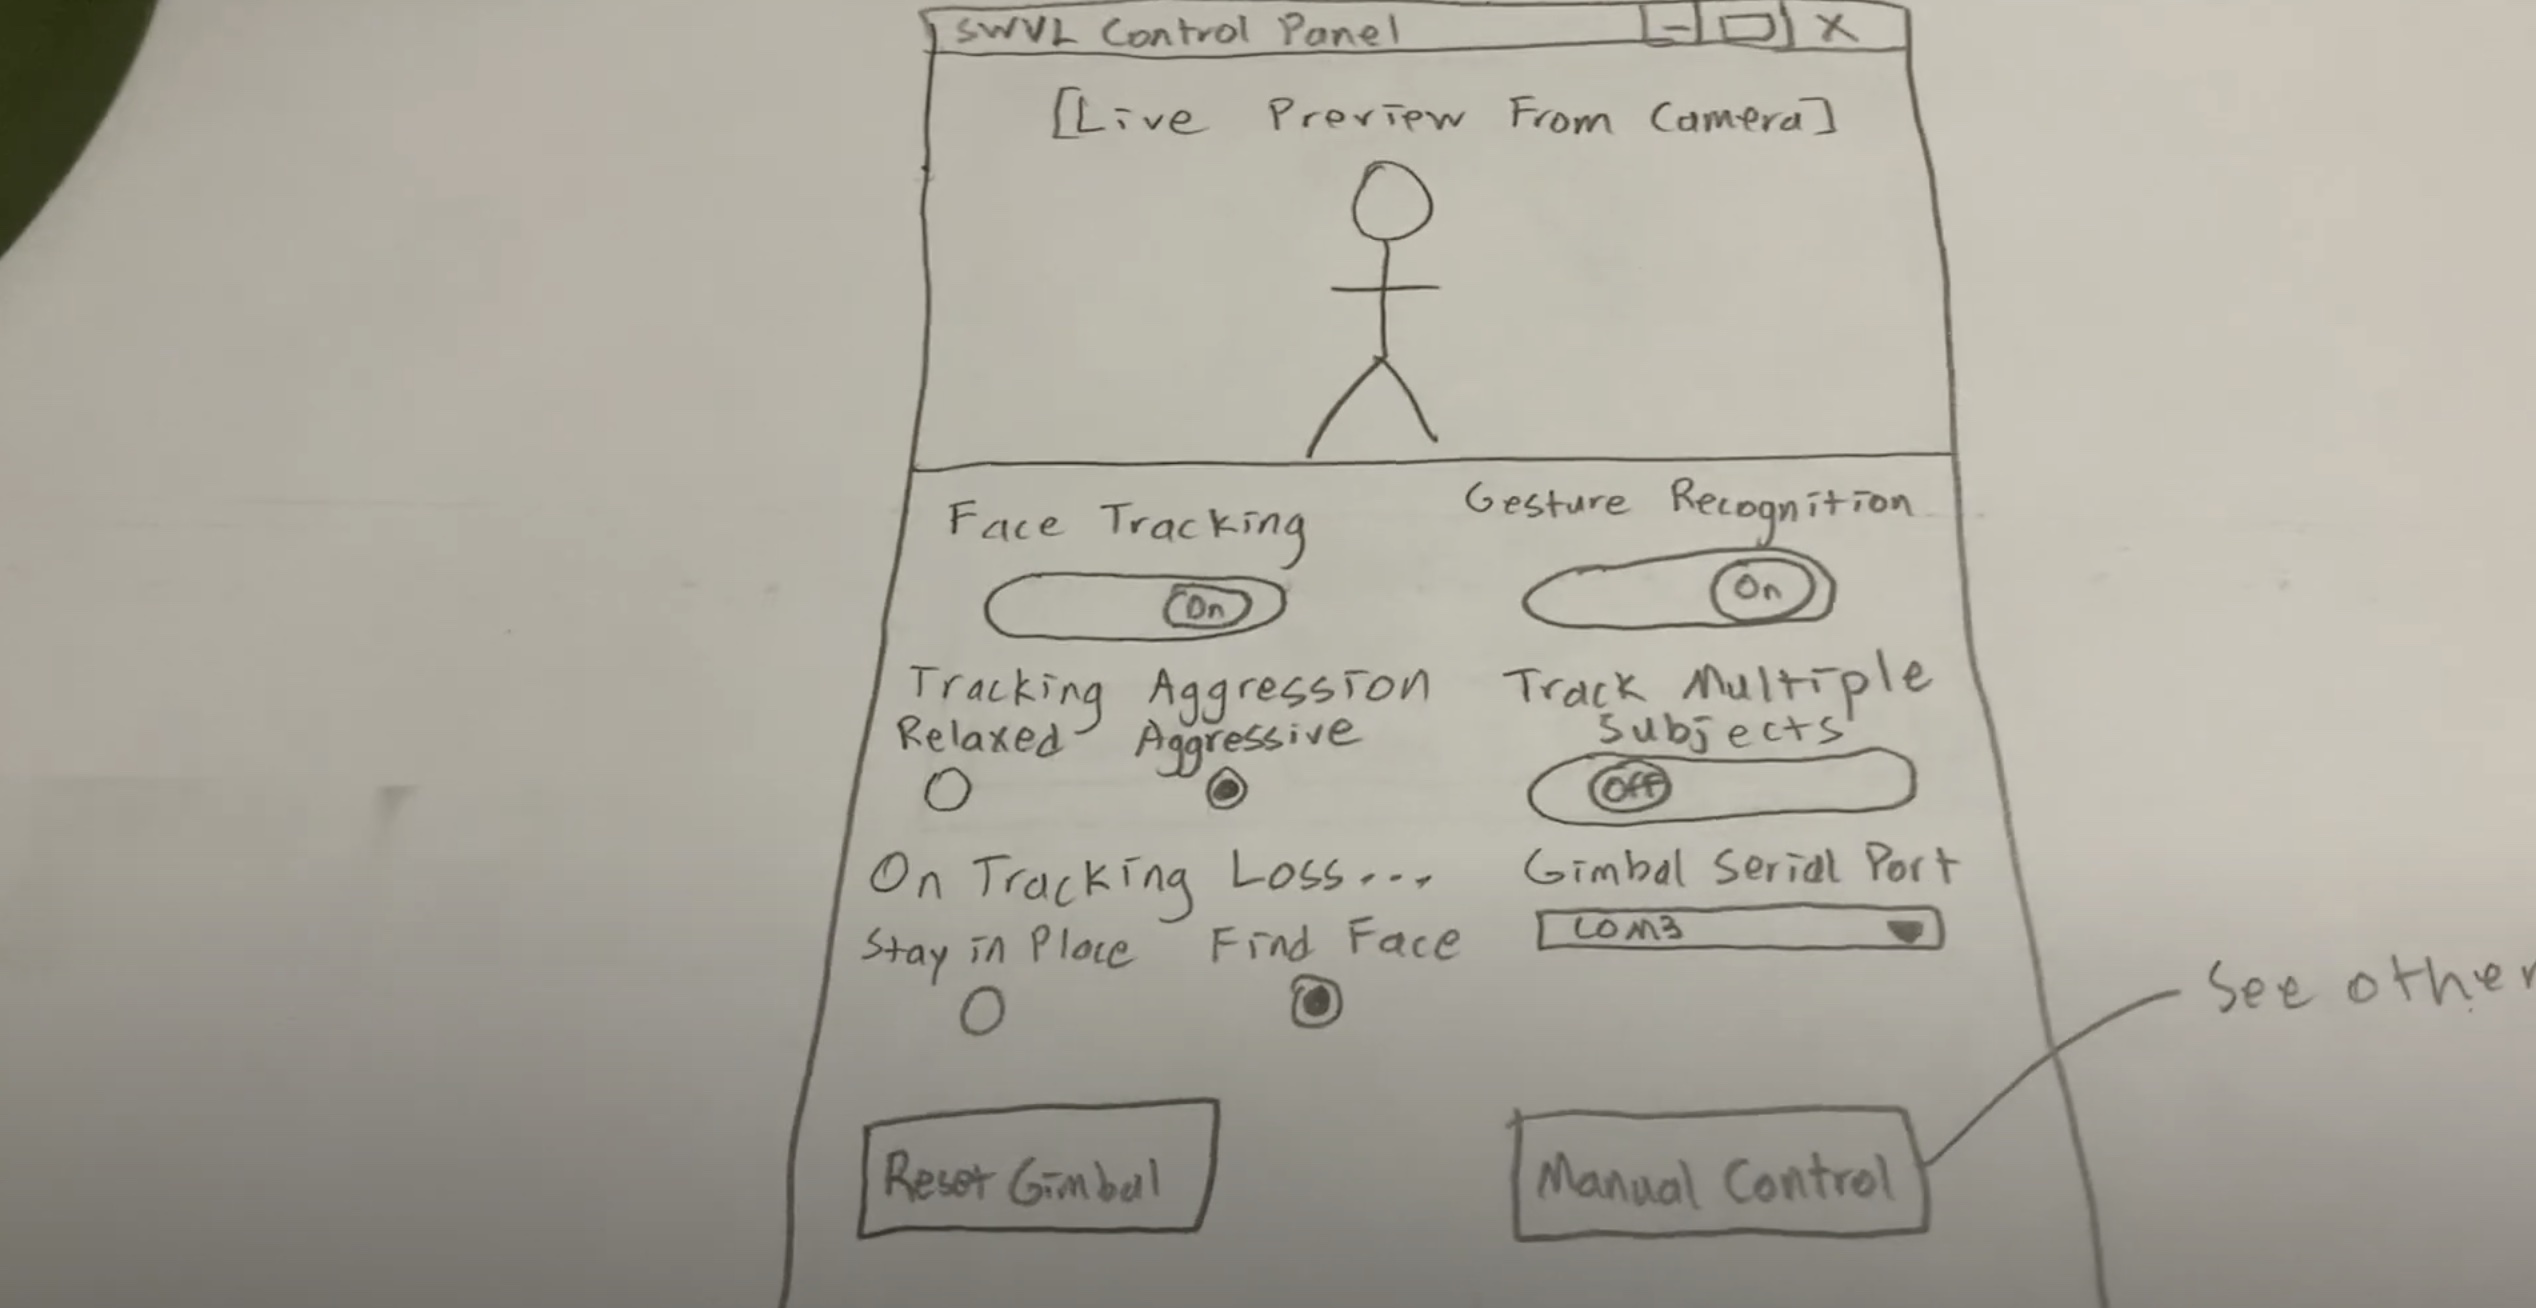 SWVL Control Panel - X
[Live Preview From Camera]
Face Tracking
On
Gesture Recognition
On
Tracking Aggression
Relaxed Aggressive
Track Multiple
Subjects
Off
On Tracking Loss...
Stay in Place Find Face
Gimbal Serial Port
COM3
Reset Gimbal
Manual Control
See other